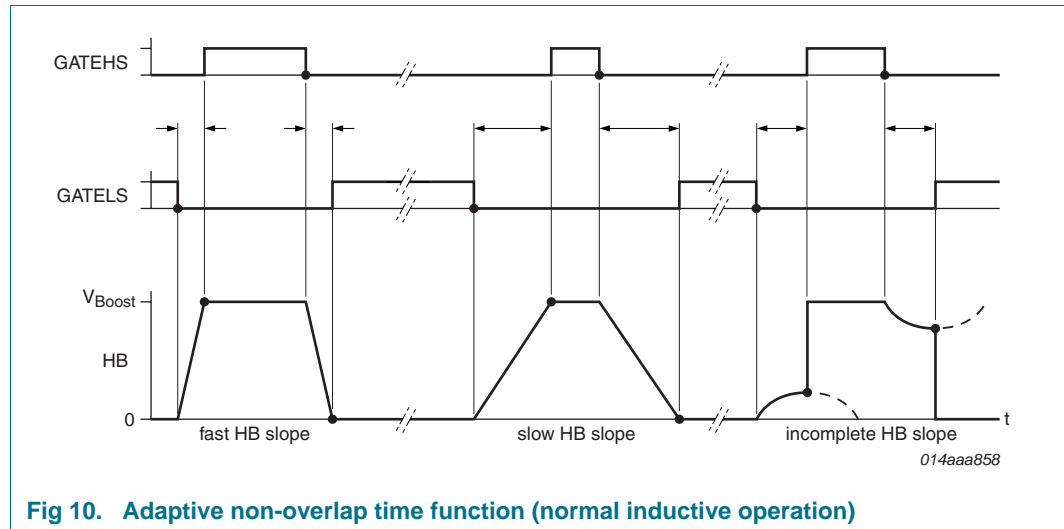 GATEHS
GATELS
VBoost
HB
0
t
fast HB slope
slow HB slope
incomplete HB slope
014aaa858
Fig 10. Adaptive non-overlap time function (normal inductive operation)